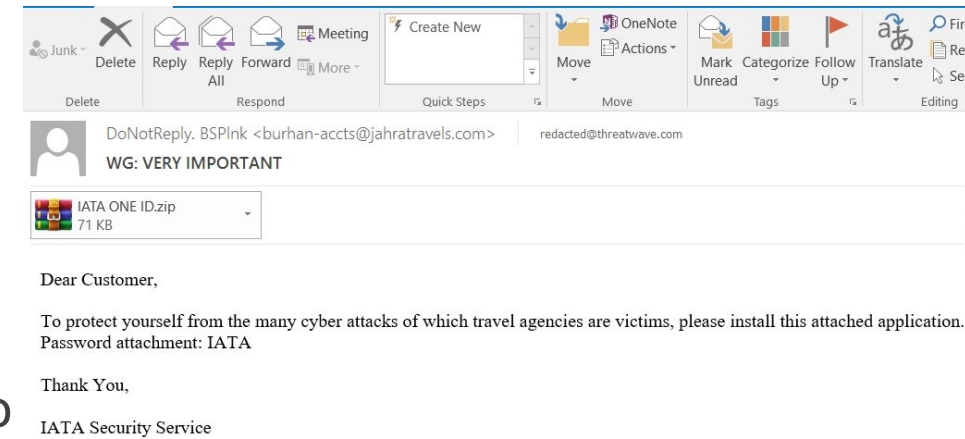 Junk
Delete
Reply
Reply All
Forward
Meeting
More
Create New
Move
OneNote
Actions
Mark Unread
Categorize
Follow Up
Translate
Delete
Respond
Quick Steps
Move
Tags
Editing
DoNotReply. BSPlnk <burhan-accts@jahratravels.com>
redacted@threatwave.com
WG: VERY IMPORTANT
IATA ONE ID.zip
71 KB
Dear Customer,
To protect yourself from the many cyber attacks of which travel agencies are victims, please install this attached application.
Password attachment: IATA
Thank You,
IATA Security Service